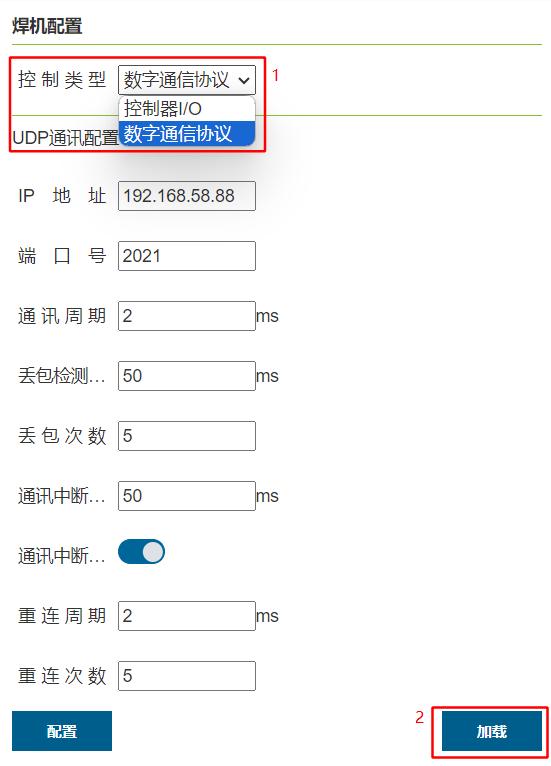 焊机配置
控制类型 数字通信协议 1
控制器I/O
UDP通讯配置 数字通信协议
IP 地 址 192.168.58.88
端 口 号 2021
通讯周期 2 ms
丢包检测... 50 ms
丢包次数 5
通讯中断... 50 ms
通讯中断...
重连周期 2 ms
重连次数 5
配置 2 加载